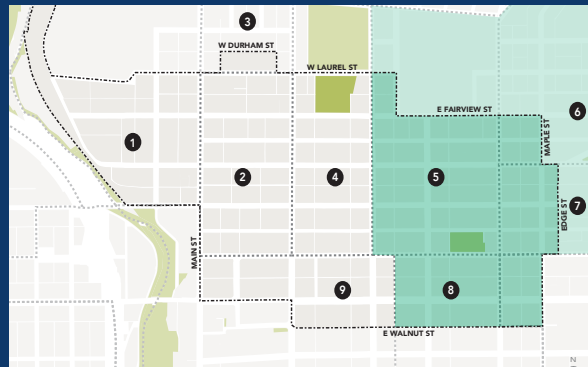 3
W DURHAM ST
W LAUREL ST
E FAIRVIEW ST
6
MAPLE ST
1
2
4
5
7
EDGE ST
MAIN ST
9
8
E WALNUT ST
N